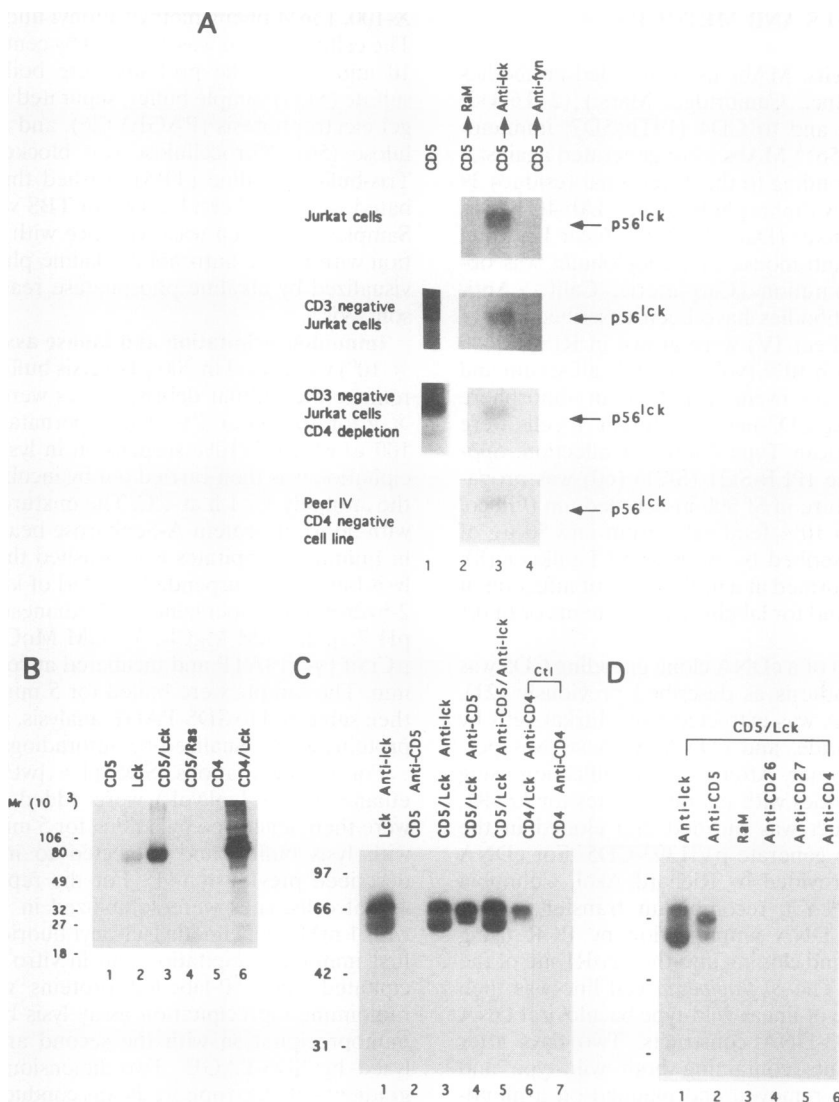 A
CD5
CD5 → RaM
CD5 → Anti-lck
CD5 → Anti-fyn
Jurkat cells
p56lck
CD3 negative
Jurkat cells
p56lck
CD3 negative
Jurkat cells
CD4 depletion
p56lck
Peer IV
CD4 negative
cell line
p56lck
1 2 3 4
B
CD5
Lck
CD5/Lck
CD5/Ras
CD4
CD4/Lck
Mr (10 3)
106
80
49
32
27
18
1 2 3 4 5 6
C
Ctl
Lck Anti-lck
CD5 Anti-CD5
CD5/Lck Anti-lck
CD5/Lck Anti-CD5
CD5/Lck Anti-CD5/Anti-lck
CD4/Lck Anti-CD4
CD4 Anti-CD4
97 -
66 -
42 -
31 -
1 2 3 4 5 6 7
D
CD5/Lck
Anti-lck
Anti-CD5
RaM
Anti-CD26
Anti-CD27
Anti-CD4
1 2 3 4 5 6